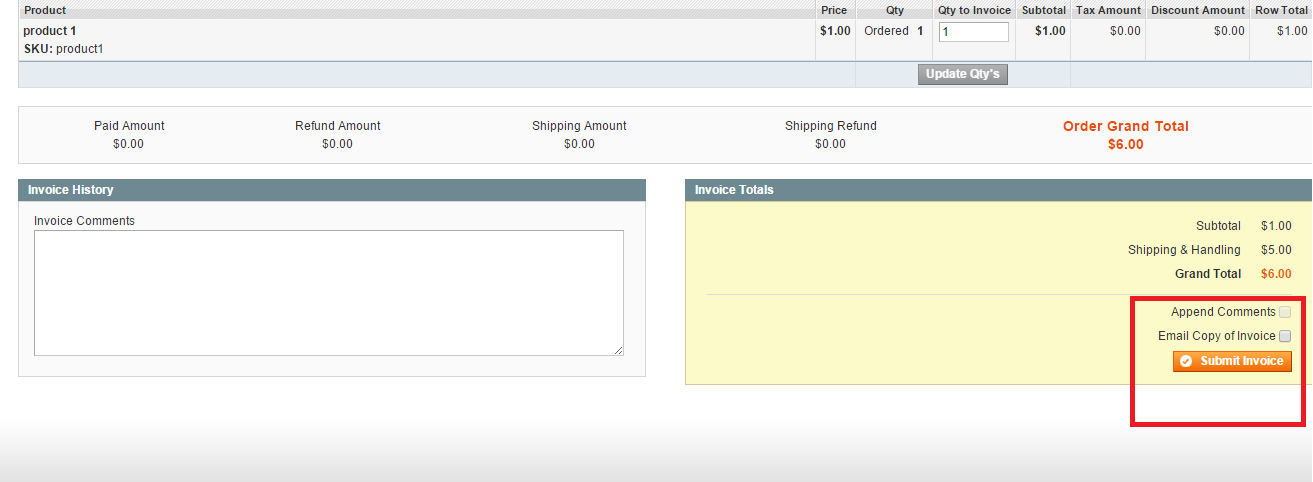 Product Price Qty Qty to Invoice Subtotal Tax Amount Discount Amount Row Total
product 1 $1.00 Ordered 1 1 $1.00 $0.00 $0.00 $1.00
SKU: product1
Update Qty's
Paid Amount Refund Amount Shipping Amount Shipping Refund Order Grand Total
$0.00 $0.00 $0.00 $0.00 $6.00
Invoice History Invoice Totals
Invoice Comments
Subtotal $1.00
Shipping & Handling $5.00
Grand Total $6.00
Append Comments
Email Copy of Invoice
Submit Invoice